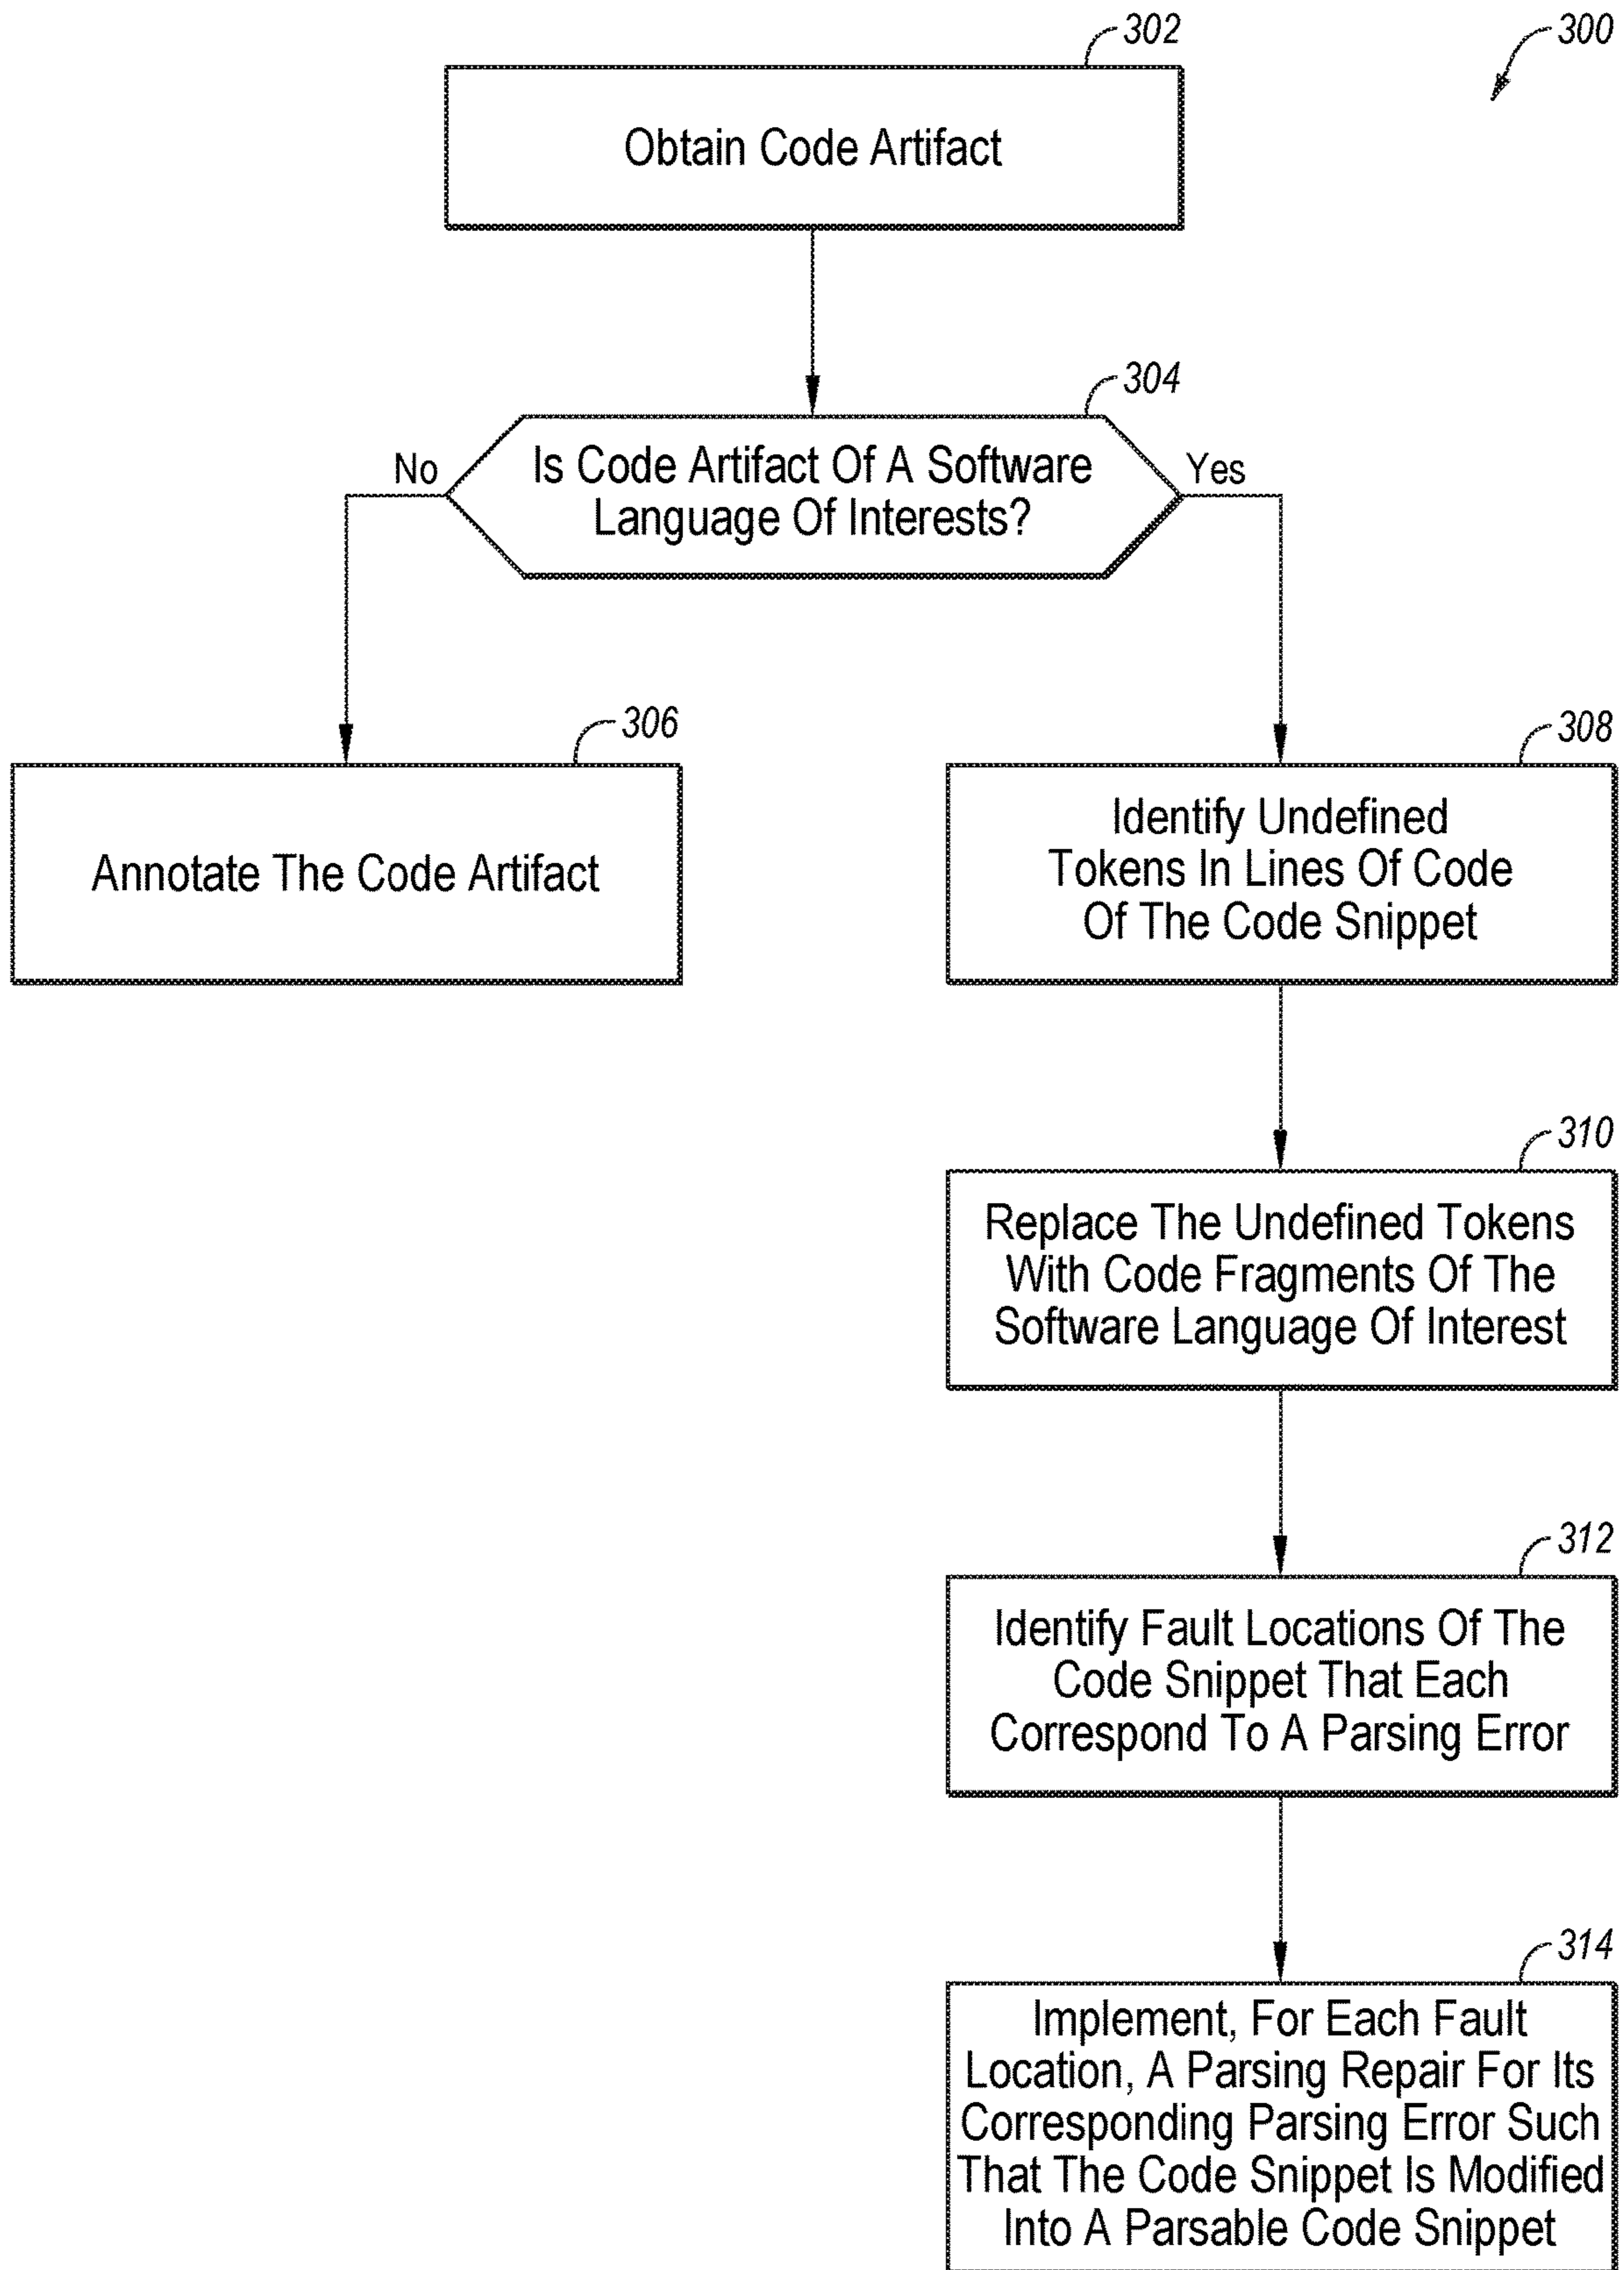 302
300
Obtain Code Artifact
304
No
Is Code Artifact Of A Software
Language Of Interests?
Yes
306
Annotate The Code Artifact
308
Identify Undefined
Tokens In Lines Of Code
Of The Code Snippet
310
Replace The Undefined Tokens
With Code Fragments Of The
Software Language Of Interest
312
Identify Fault Locations Of The
Code Snippet That Each
Correspond To A Parsing Error
314
Implement, For Each Fault
Location, A Parsing Repair For Its
Corresponding Parsing Error Such
That The Code Snippet Is Modified
Into A Parsable Code Snippet